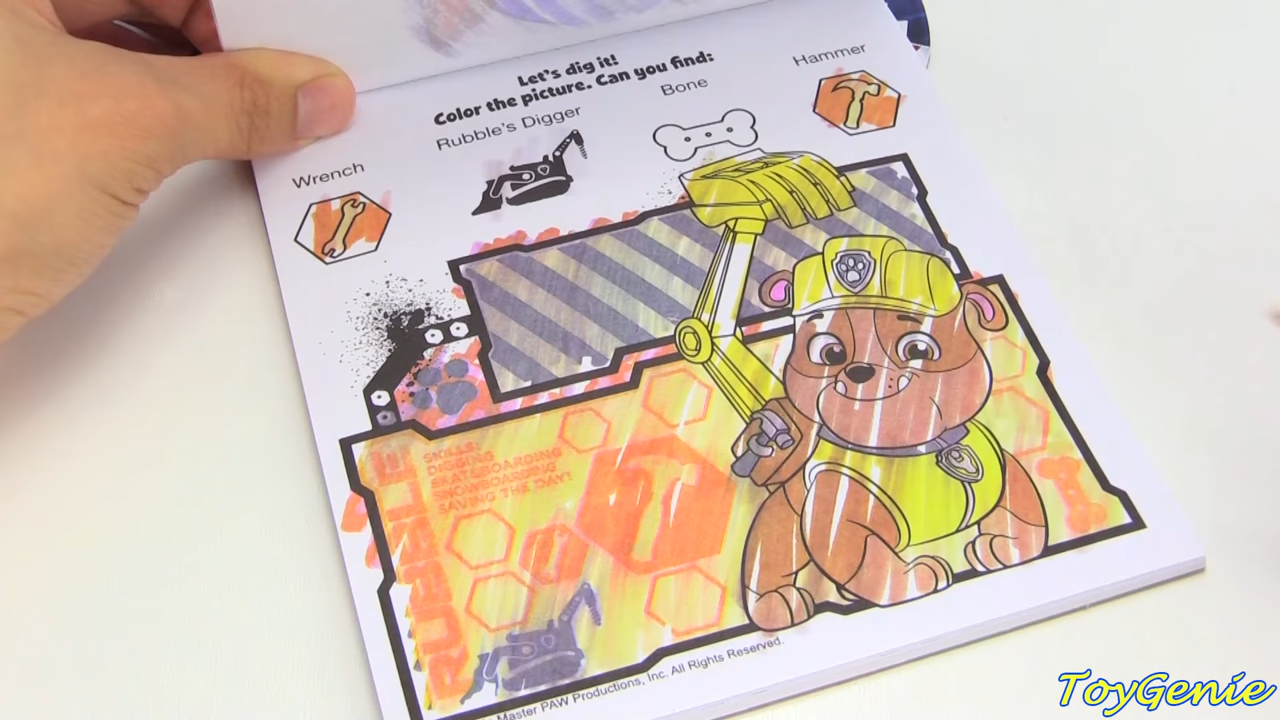 Let's dig it!
Color the picture. Can you find:
Wrench
Rubble's Digger
Bone
Hammer
SKILLS:
DIGGING
SKATEBOARDING
SNOWBOARDING
SAVING THE DAY!
RUBBLE
Master PAW Productions, Inc. All Rights Reserved.
ToyGenie